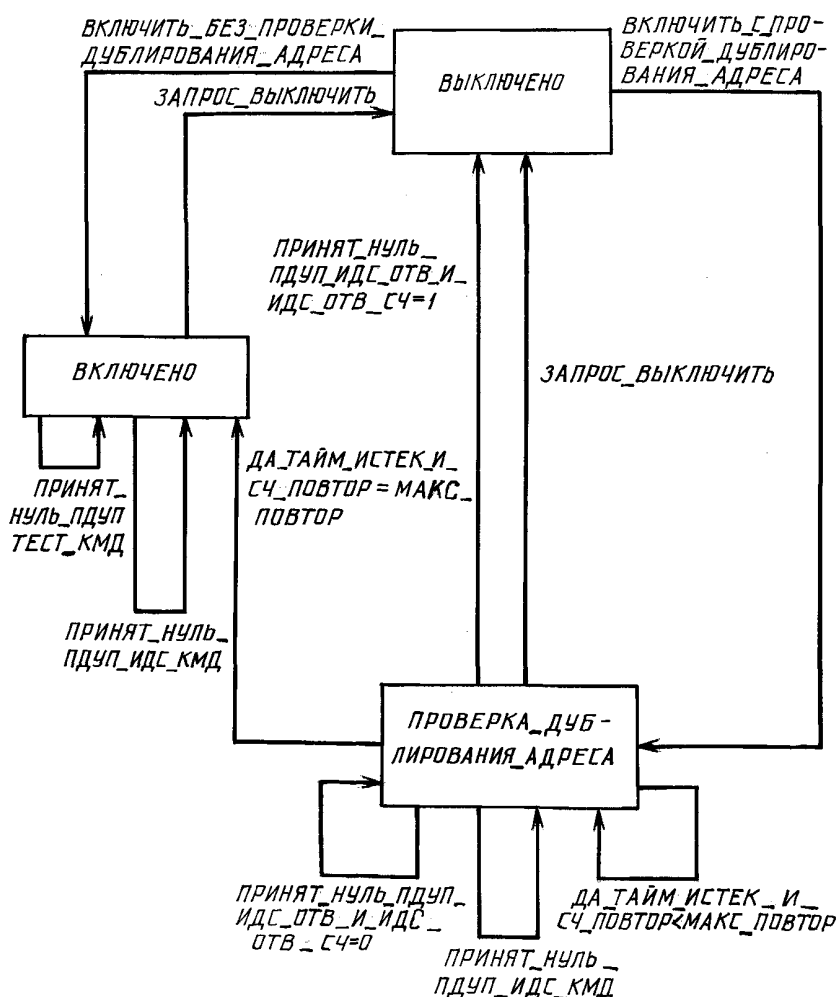 ВКЛЮЧИТЬ_БЕЗ_ПРОВЕРКИ_
ДУБЛИРОВАНИЯ_АДРЕСА
ВКЛЮЧИТЬ_С_ПРО-
ВЕРКОЙ_ДУБЛИРО-
ВАНИЯ_АДРЕСА
ВЫКЛЮЧЕНО
ЗАПРОС_ВЫКЛЮЧИТЬ
ПРИНЯТ_НУЛЬ_
ПДУП_ИДС_ОТВ_И_
ИДС_ОТВ_СЧ=1
ВКЛЮЧЕНО
ЗАПРОС_ВЫКЛЮЧИТЬ
ДА_ТАЙМ_ИСТЕК_И_
СЧ_ПОВТОР=МАКС_
ПОВТОР
ПРИНЯТ_
НУЛЬ_ПДУП
ТЕСТ_КМД
ПРИНЯТ_НУЛЬ_
ПДУП_ИДС_КМД
ПРОВЕРКА_ДУБ-
ЛИРОВАНИЯ_АДРЕСА
ПРИНЯТ_НУЛЬ_ПДУП_
ИДС_ОТВ_И_ИДС_
ОТВ_СЧ=0
ДА_ТАЙМ_ИСТЕК_И_
СЧ_ПОВТОР<МАКС_ПОВТОР
ПРИНЯТ_НУЛЬ_
ПДУП_ИДС_КМД